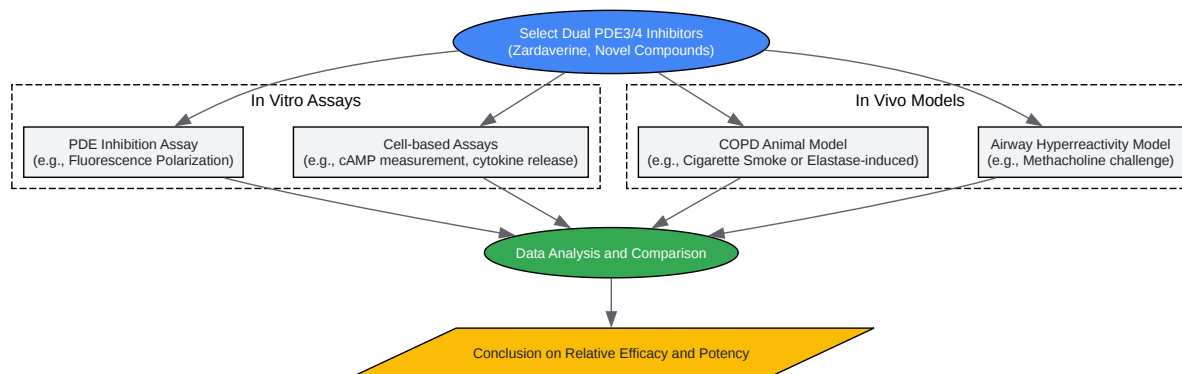 Select Dual PDE3/4 Inhibitors
(Zardaverine, Novel Compounds)
In Vitro Assays
In Vivo Models
PDE Inhibition Assay
(e.g., Fluorescence Polarization)
Cell-based Assays
(e.g., cAMP measurement, cytokine release)
COPD Animal Model
(e.g., Cigarette Smoke or Elastase-induced)
Airway Hyperreactivity Model
(e.g., Methacholine challenge)
Data Analysis and Comparison
Conclusion on Relative Efficacy and Potency